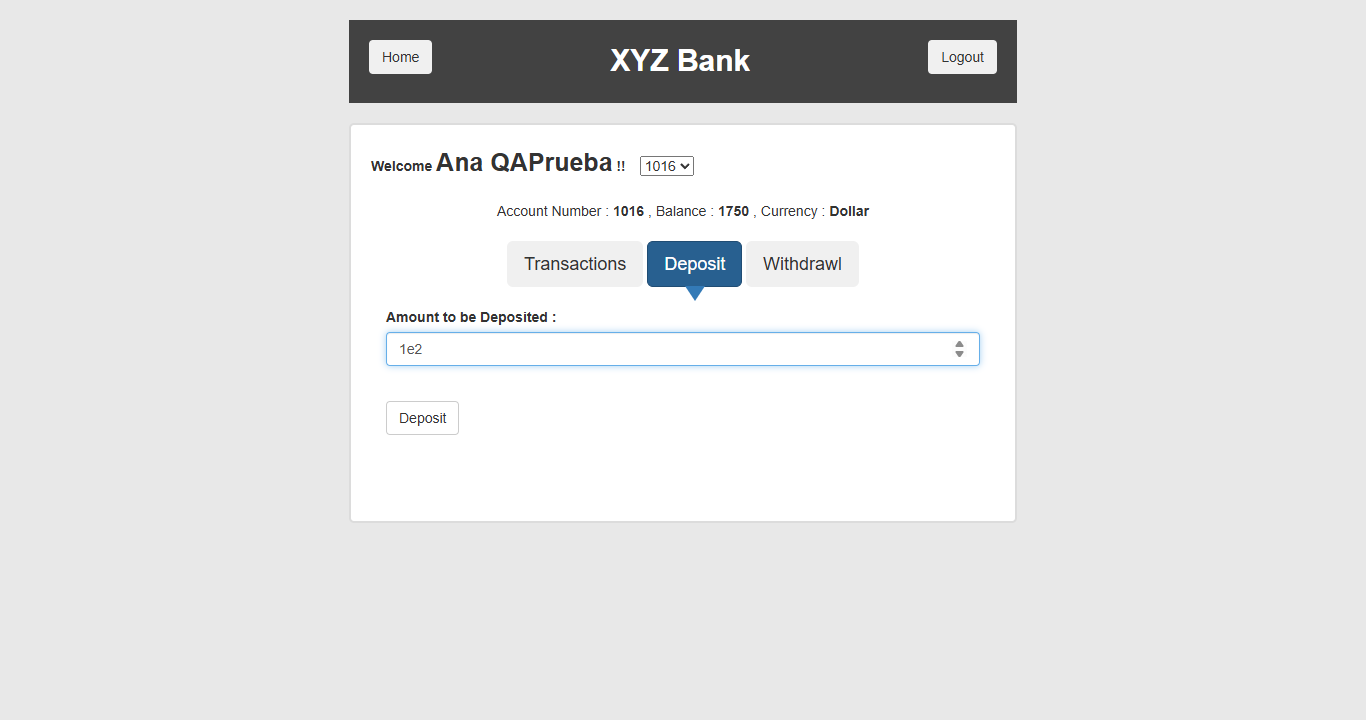 Home XYZ Bank Logout
Welcome Ana QAPrueba !! 1016
Account Number : 1016 , Balance : 1750 , Currency : Dollar
Transactions Deposit Withdrawl
Amount to be Deposited :
1e2
Deposit